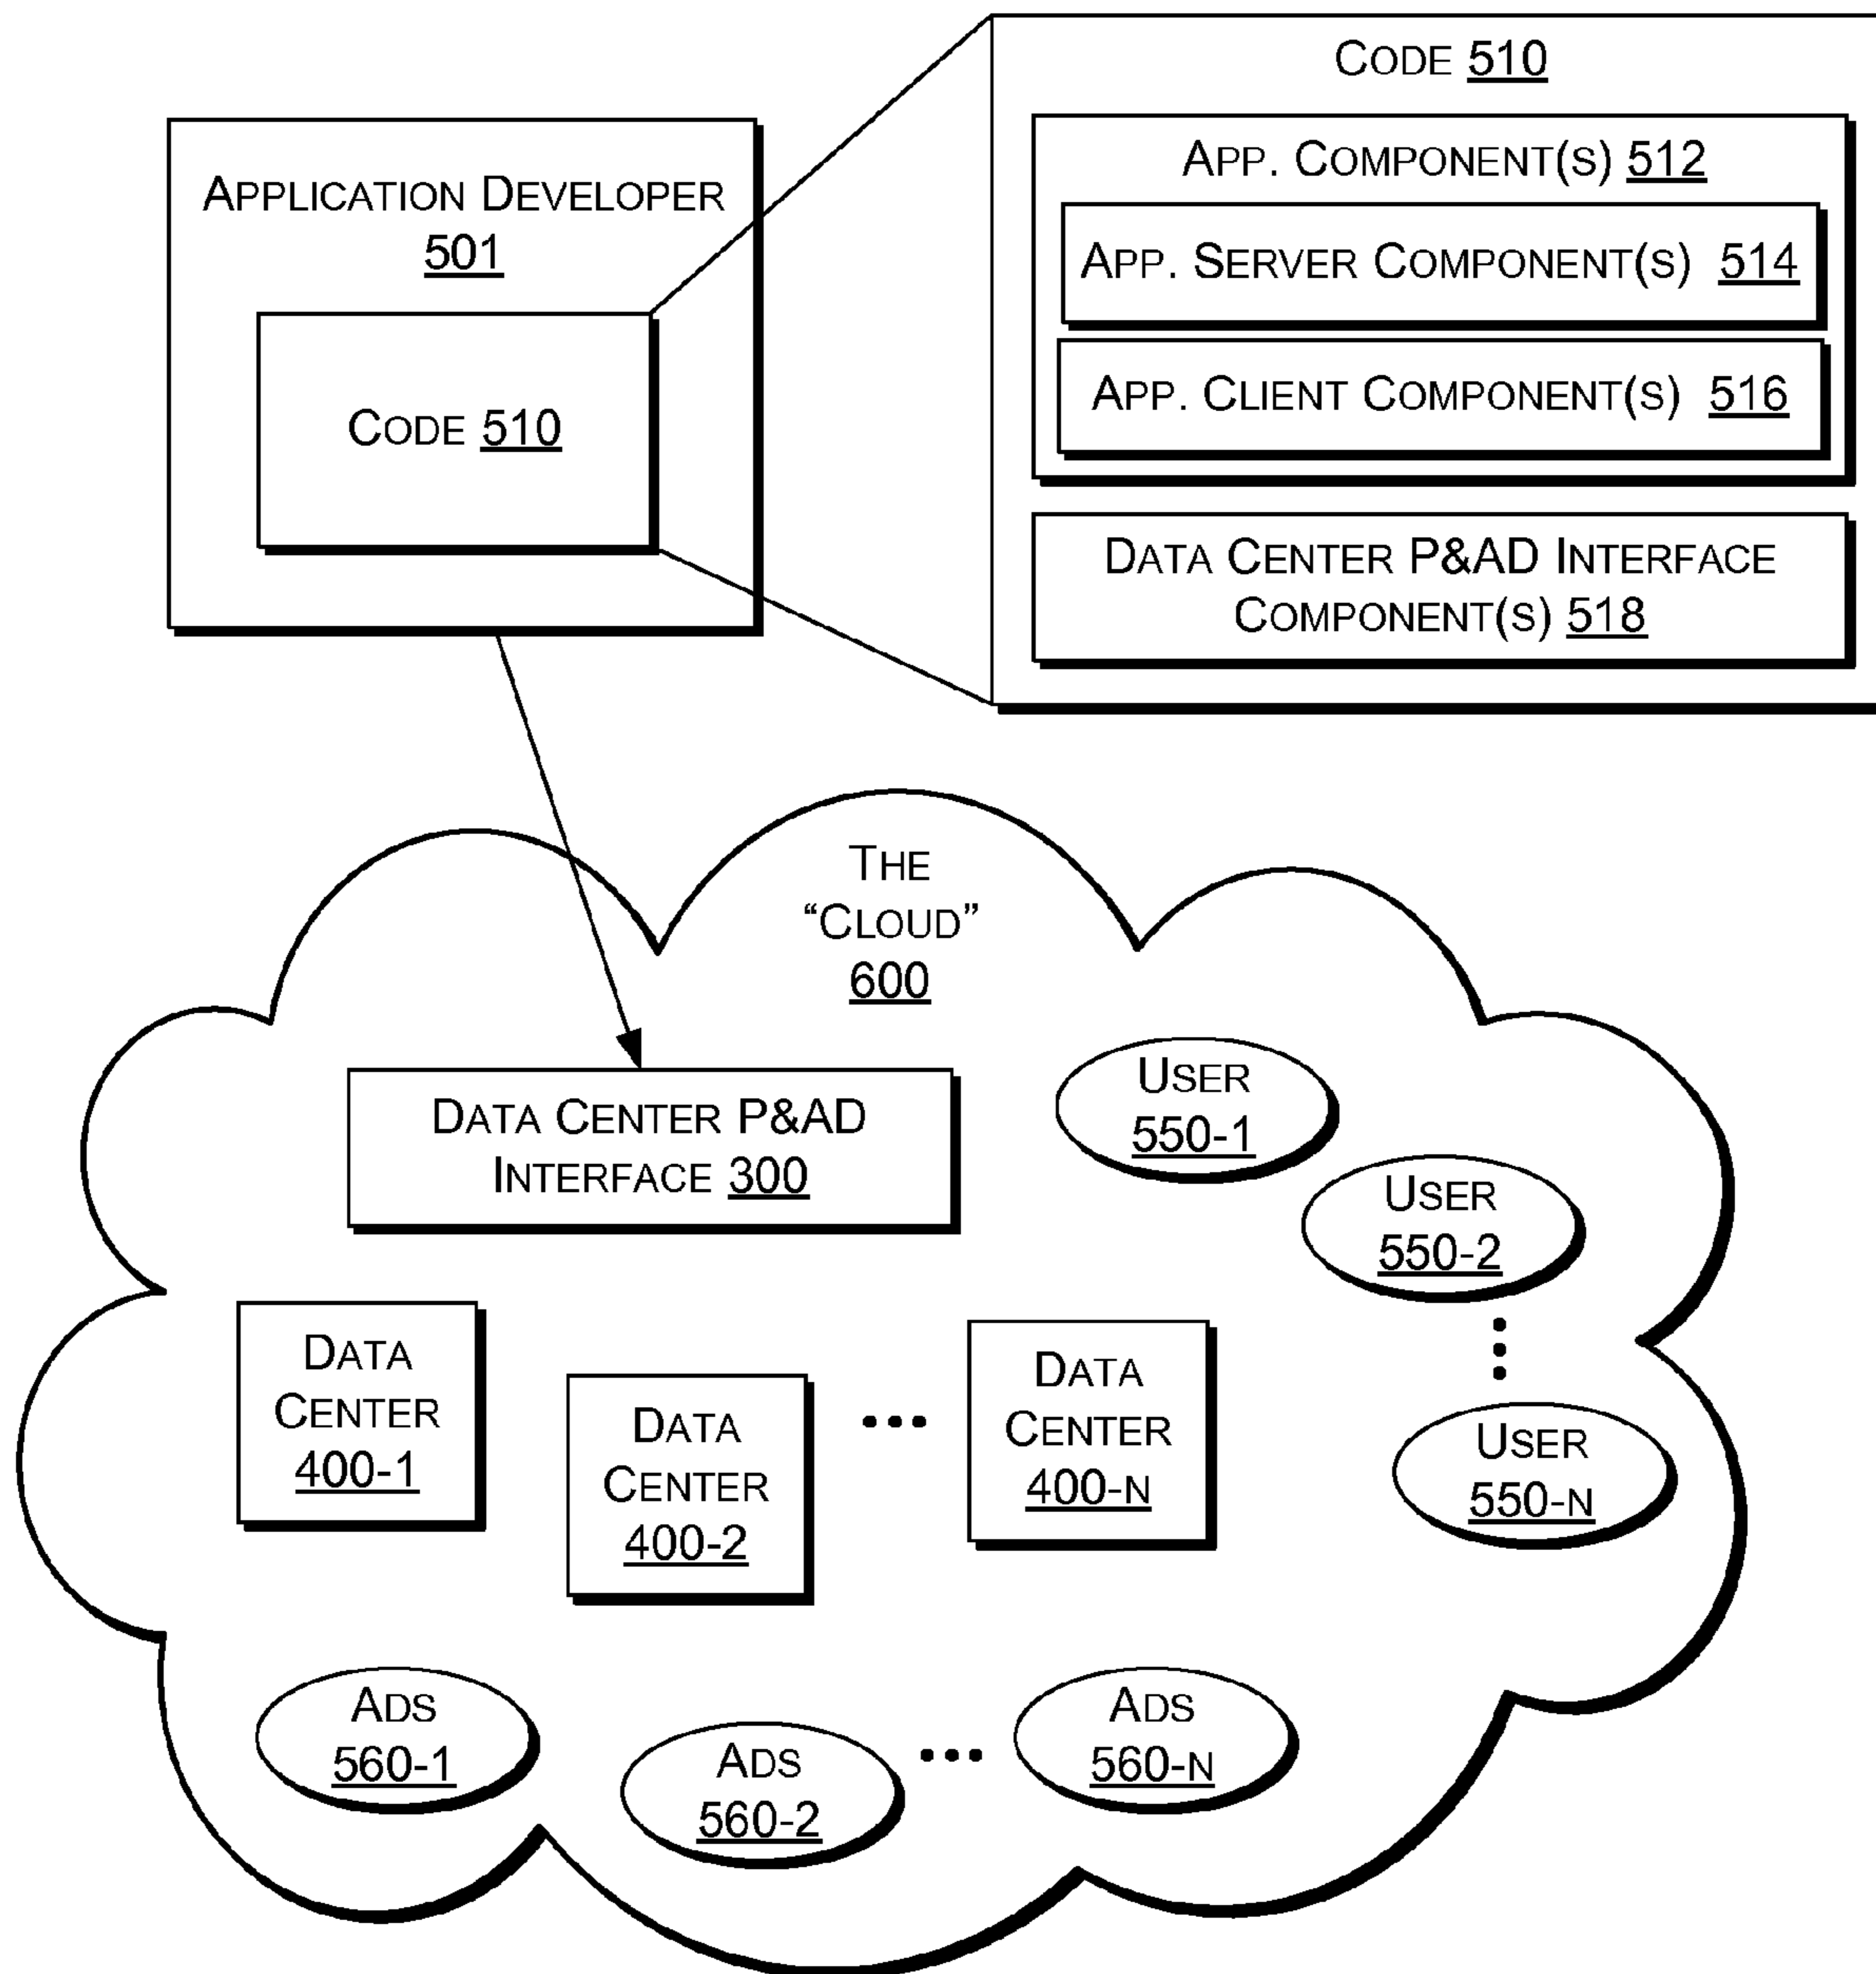 APPLICATION DEVELOPER
501
CODE 510
CODE 510
APP. COMPONENT(S) 512
APP. SERVER COMPONENT(S) 514
APP. CLIENT COMPONENT(S) 516
DATA CENTER P&AD INTERFACE
COMPONENT(S) 518
THE
“CLOUD”
600
DATA CENTER P&AD
INTERFACE 300
USER
550-1
USER
550-2
USER
550-N
DATA
CENTER
400-1
DATA
CENTER
400-2
DATA
CENTER
400-N
ADS
560-1
ADS
560-2
ADS
560-N